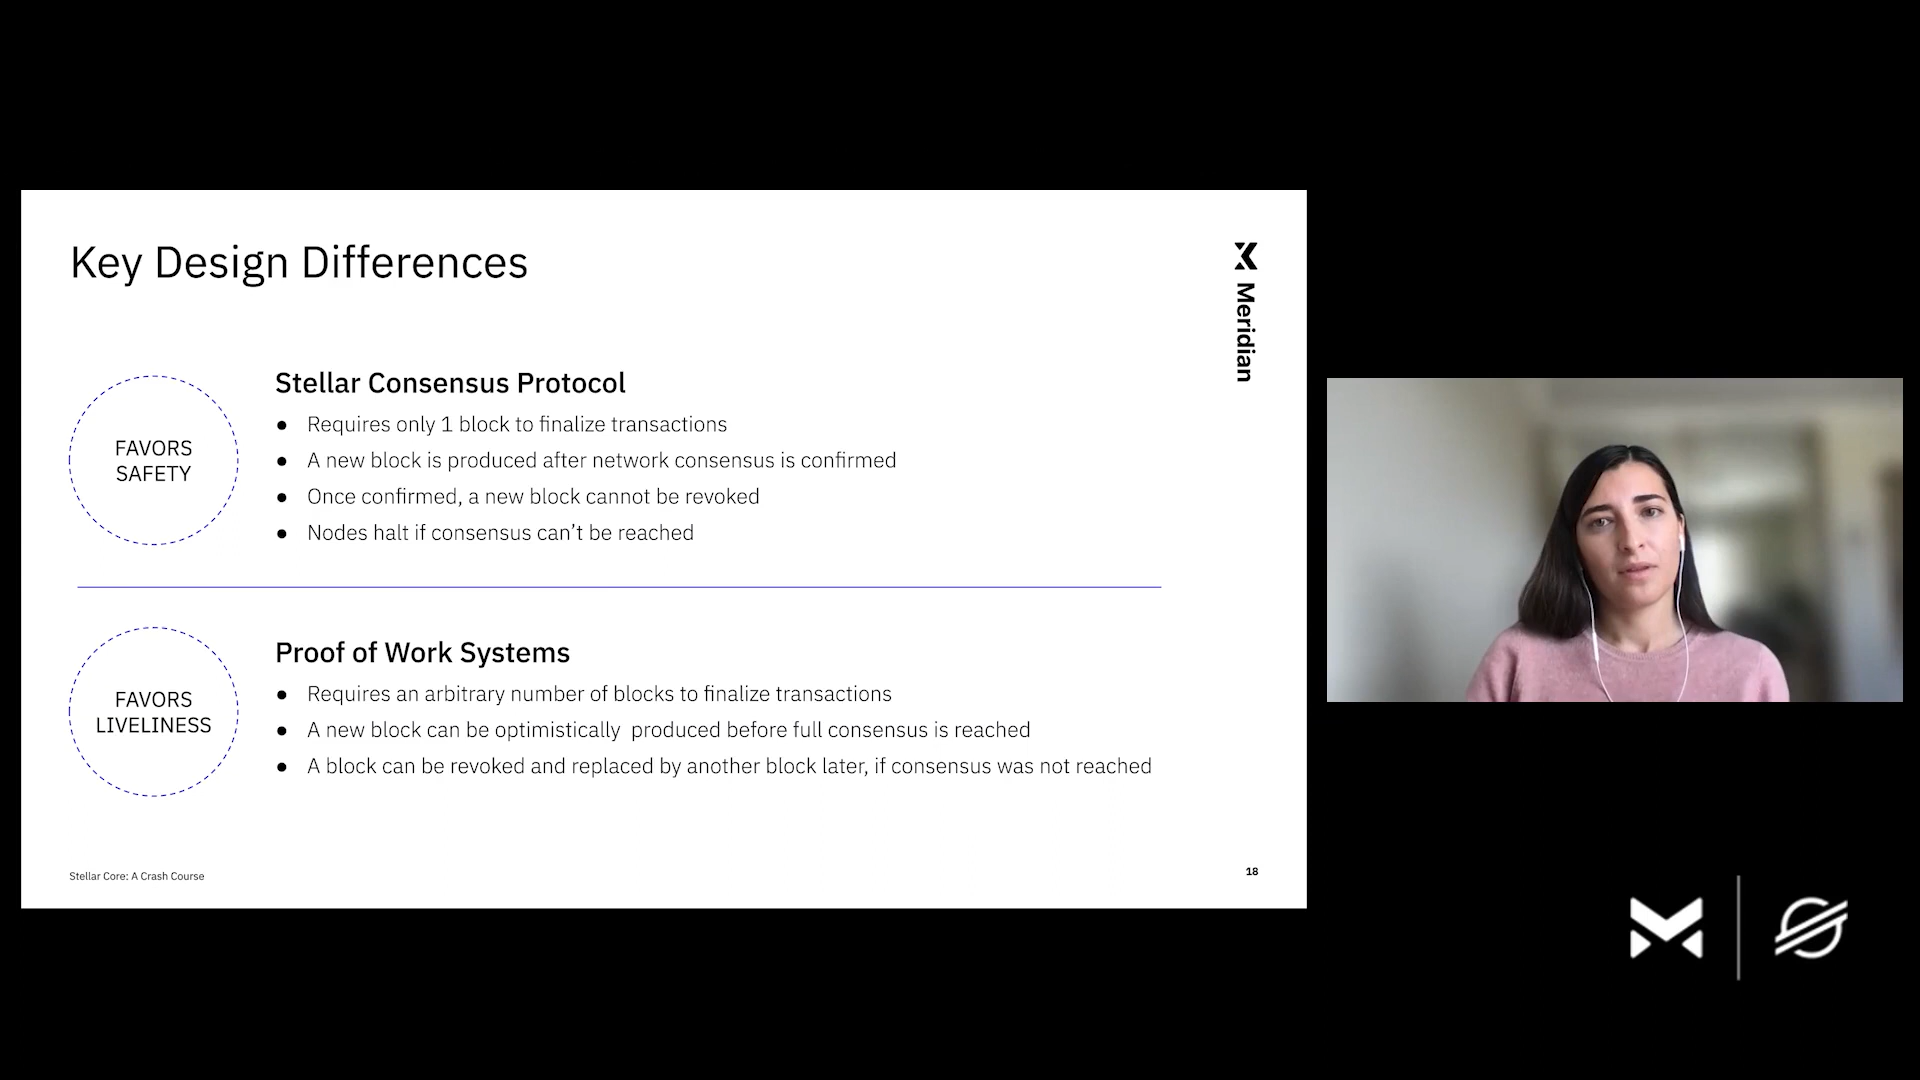 Key Design Differences
Meridian
FAVORS
SAFETY
Stellar Consensus Protocol
● Requires only 1 block to finalize transactions
● A new block is produced after network consensus is confirmed
● Once confirmed, a new block cannot be revoked
● Nodes halt if consensus can’t be reached
FAVORS
LIVELINESS
Proof of Work Systems
● Requires an arbitrary number of blocks to finalize transactions
● A new block can be optimistically  produced before full consensus is reached
● A block can be revoked and replaced by another block later, if consensus was not reached
Stellar Core: A Crash Course
18